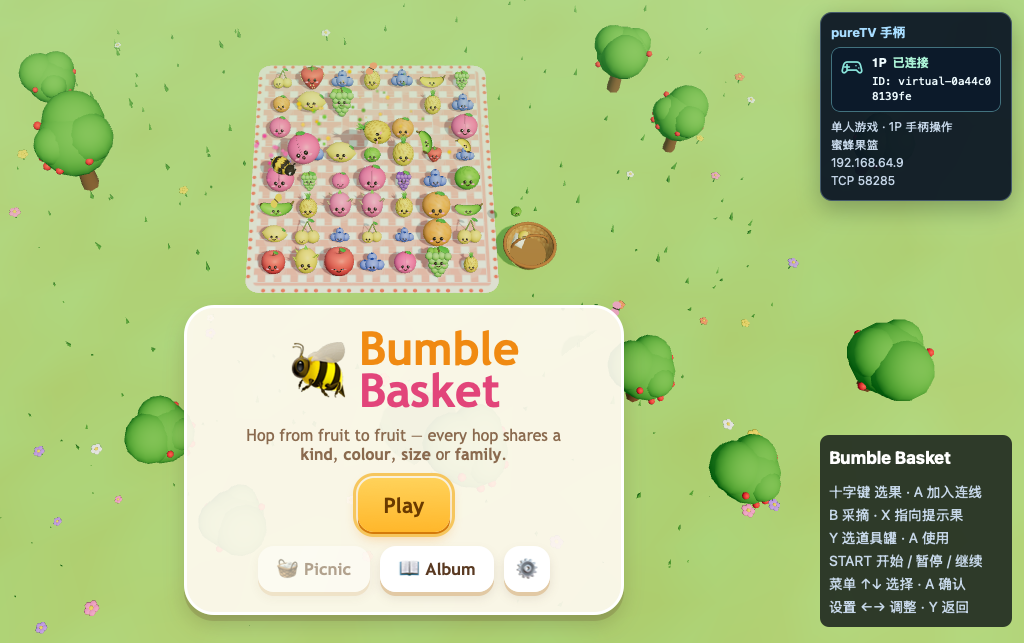 pureTV 手柄
1P 已连接
ID: virtual-0a44c0
8139fe
单人游戏 · 1P 手柄操作
蜜蜂果篮
192.168.64.9
TCP 58285
Bumble
Basket
Hop from fruit to fruit — every hop shares a
kind, colour, size or family.
Play
Picnic
Album
Bumble Basket
十字键 选果 · A 加入连线
B 采摘 · X 指向提示果
Y 选道具罐 · A 使用
START 开始 / 暂停 / 继续
菜单 ↑↓ 选择 · A 确认
设置 ←→ 调整 · Y 返回